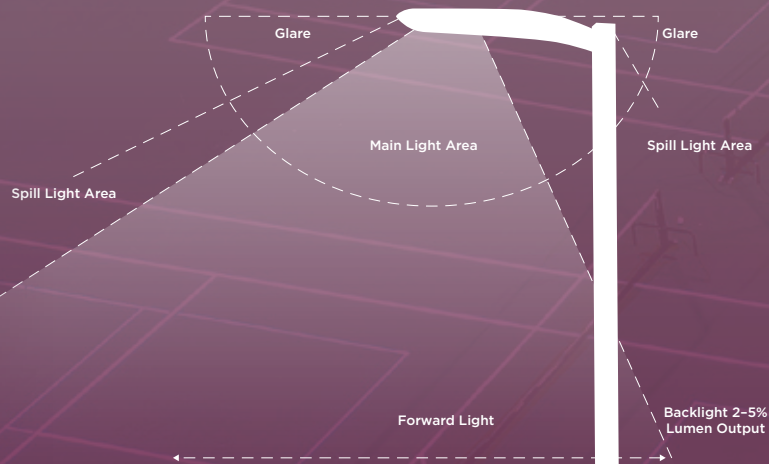 Glare
Glare
Main Light Area
Spill Light Area
Spill Light Area
Forward Light
Backlight 2–5%
Lumen Output